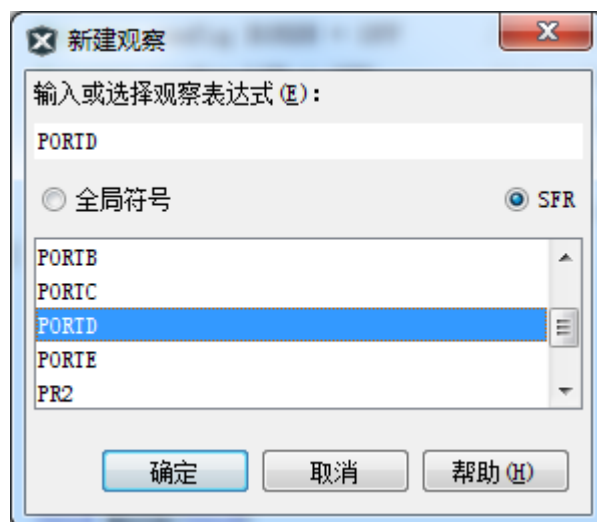 新建观察
输入或选择观察表达式(E):
PORTD
全局符号 SFR
PORTB
PORTC
PORTD
PORTE
PR2
确定 取消 帮助(H)